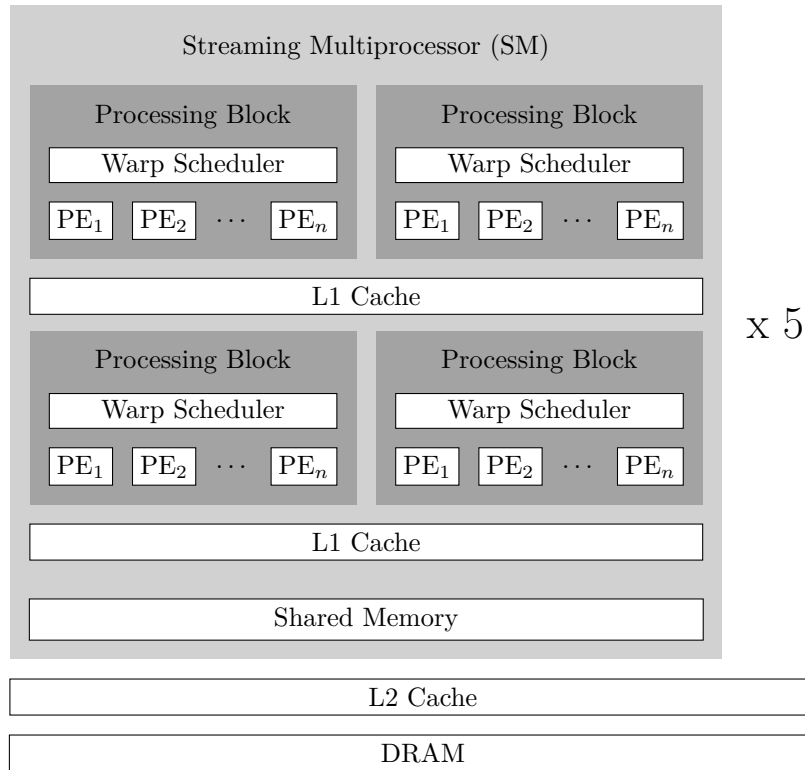 Streaming Multiprocessor (SM)
Processing Block Processing Block
Warp Scheduler Warp Scheduler
PE₁ PE₂ ⋯ PEₙ PE₁ PE₂ ⋯ PEₙ
L1 Cache
x 5
Processing Block Processing Block
Warp Scheduler Warp Scheduler
PE₁ PE₂ ⋯ PEₙ PE₁ PE₂ ⋯ PEₙ
L1 Cache
Shared Memory
L2 Cache
DRAM